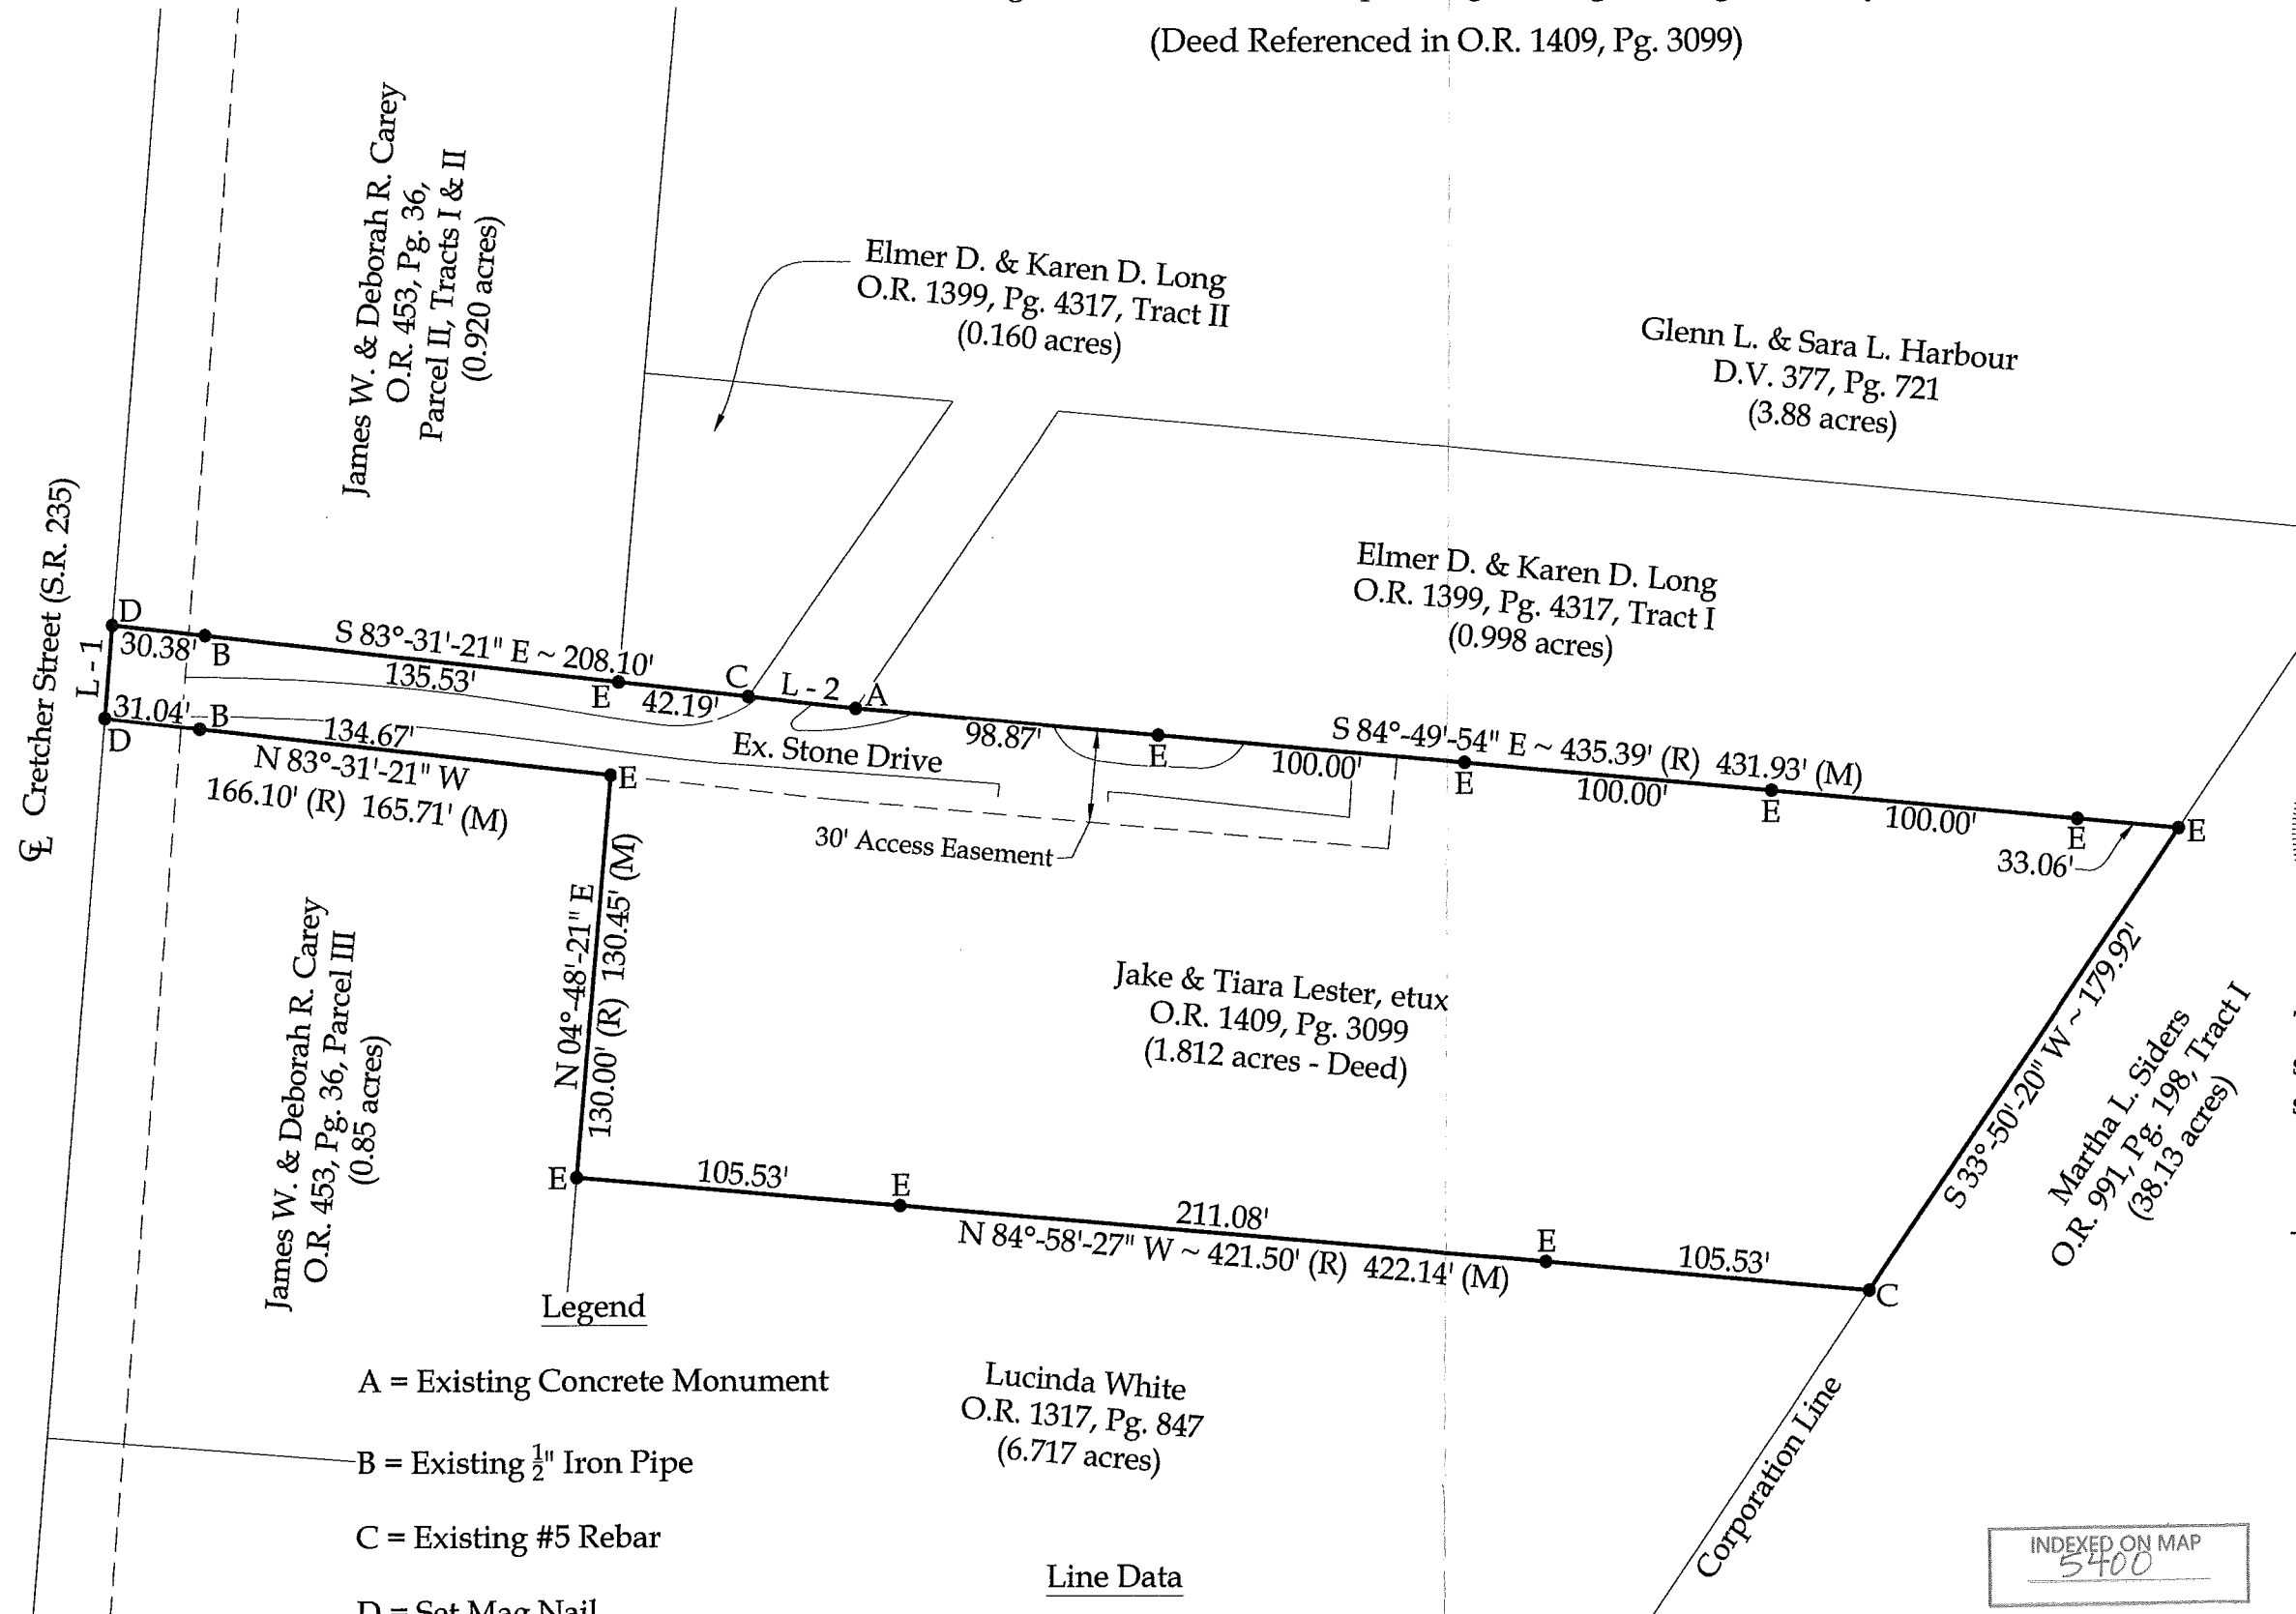 (Deed Referenced in O.R. 1409, Pg. 3099)
James W. & Deborah R. Carey
O.R. 453, Pg. 36,
Parcel II, Tracts I & II
(0.920 acres)
Elmer D. & Karen D. Long
O.R. 1399, Pg. 4317, Tract II
(0.160 acres)
Glenn L. & Sara L. Harbour
D.V. 377, Pg. 721
(3.88 acres)
Elmer D. & Karen D. Long
O.R. 1399, Pg. 4317, Tract I
(0.998 acres)
℄ Cretcher Street (S.R. 235)
L - 1
D
30.38'
B
S 83°-31'-21" E ~ 208.10'
135.53'
E
42.19'
C
L - 2
A
98.87'
E
S 84°-49'-54" E ~ 435.39' (R) 431.93' (M)
100.00'
E
100.00'
E
100.00'
E
33.06'
E
D
31.04'
B
134.67'
N 83°-31'-21" W
166.10' (R) 165.71' (M)
E
Ex. Stone Drive
30' Access Easement
N 04°-48'-21" E
130.00' (R) 130.45' (M)
James W. & Deborah R. Carey
O.R. 453, Pg. 36, Parcel III
(0.85 acres)
Jake & Tiara Lester, etux
O.R. 1409, Pg. 3099
(1.812 acres - Deed)
S 33°-50'-20" W ~ 179.92'
Martha L. Siders
O.R. 991, Pg. 198, Tract I
(38.13 acres)
E
105.53'
E
211.08'
N 84°-58'-27" W ~ 421.50' (R) 422.14' (M)
E
105.53'
C
Legend
A = Existing Concrete Monument
B = Existing ½" Iron Pipe
C = Existing #5 Rebar
D = Set Mag Nail
Lucinda White
O.R. 1317, Pg. 847
(6.717 acres)
Line Data
Corporation Line
INDEXED ON MAP
5400